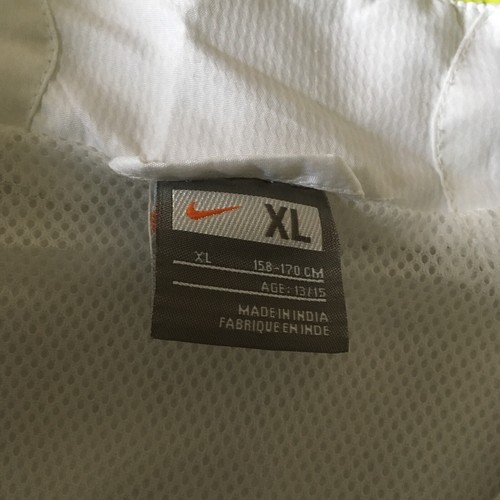 XL
XL 158-170 CM
AGE: 13/15
MADE IN INDIA
FABRIQUE EN INDE